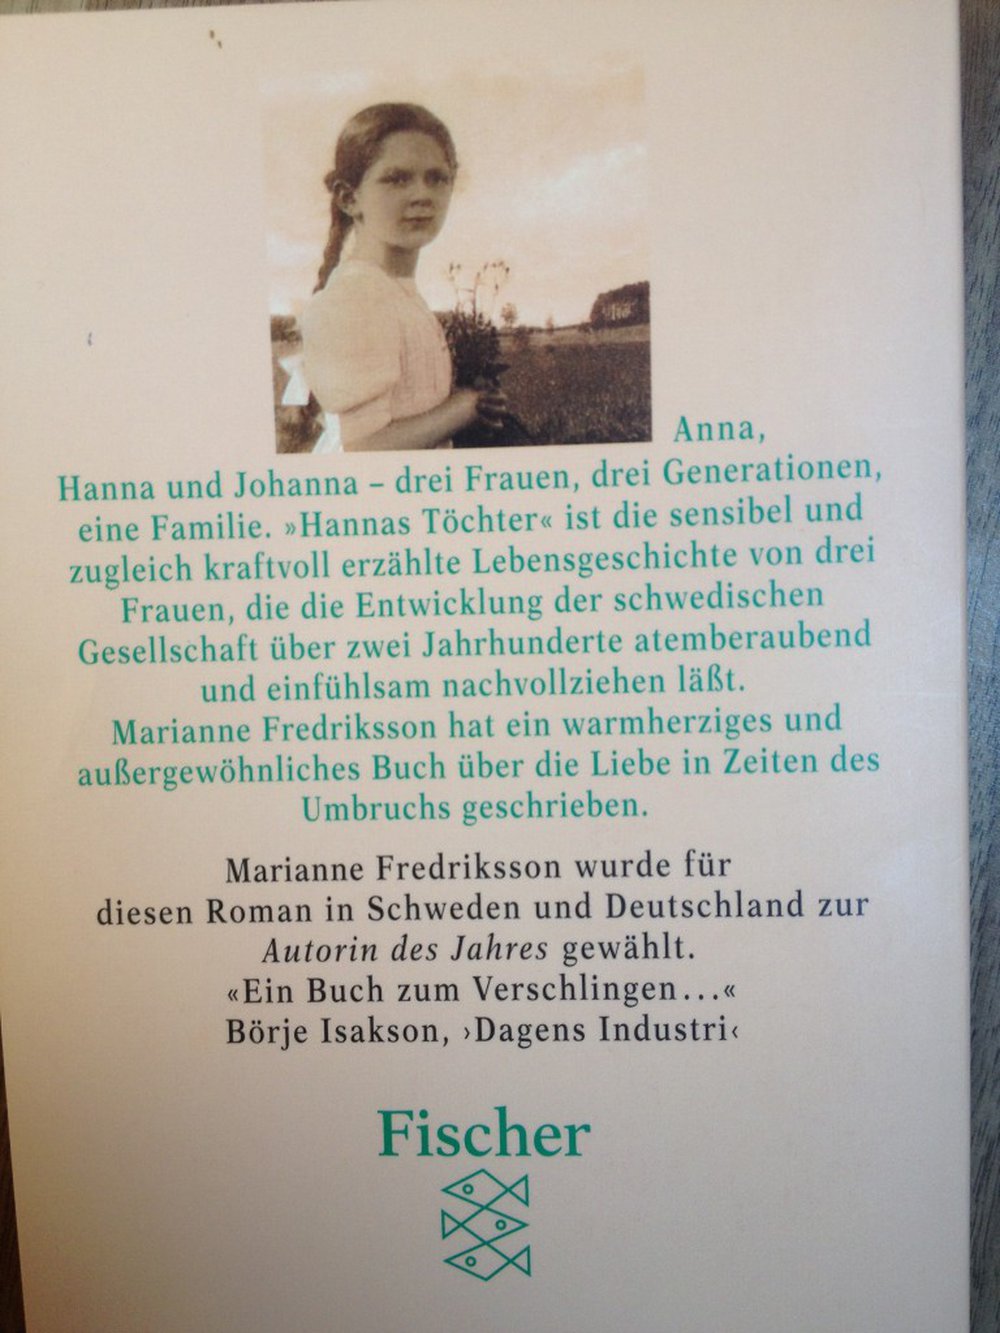 Anna,
Hanna und Johanna – drei Frauen, drei Generationen,
eine Familie. »Hannas Töchter« ist die sensibel und
zugleich kraftvoll erzählte Lebensgeschichte von drei
Frauen, die die Entwicklung der schwedischen
Gesellschaft über zwei Jahrhunderte atemberaubend
und einfühlsam nachvollziehen läßt.
Marianne Fredriksson hat ein warmherziges und
außergewöhnliches Buch über die Liebe in Zeiten des
Umbruchs geschrieben.
Marianne Fredriksson wurde für
diesen Roman in Schweden und Deutschland zur
Autorin des Jahres gewählt.
«Ein Buch zum Verschlingen...«
Börje Isakson, ›Dagens Industri‹
Fischer